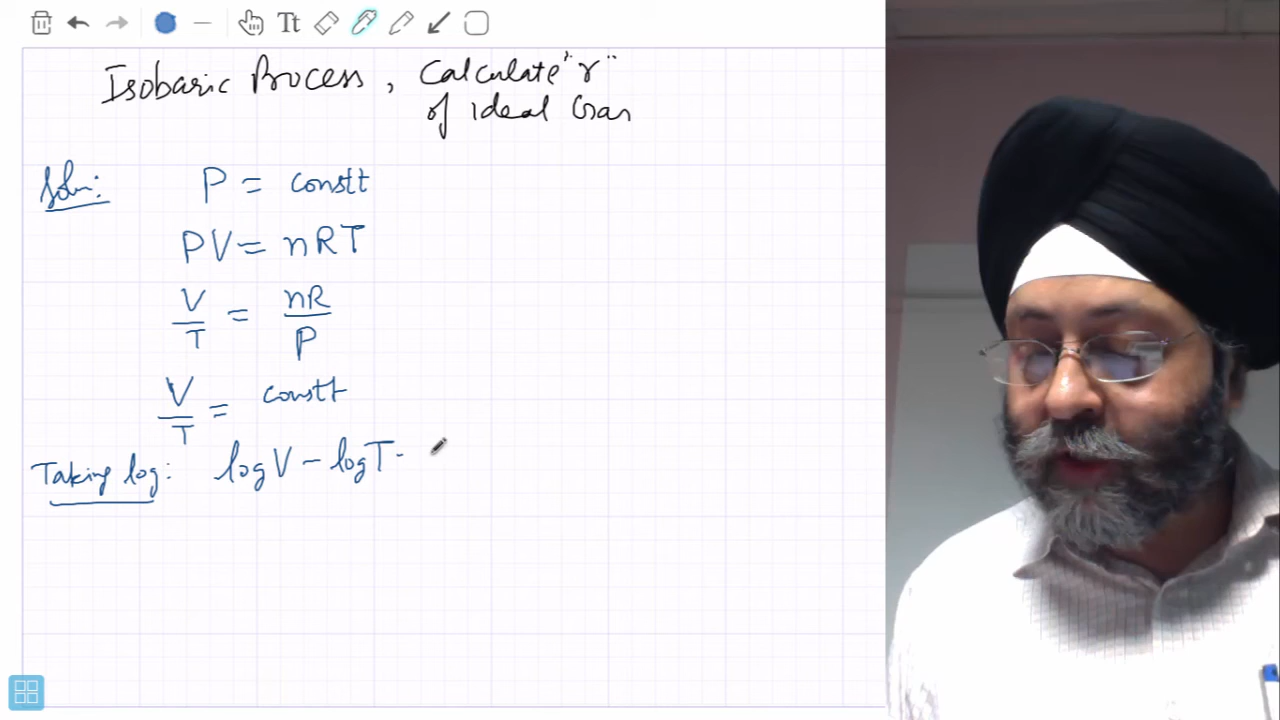 Isobaric Process, Calculate "γ"
of ideal Gas
Soln:
P = constt
PV = nRT
V/T = nR/P
V/T = constt
Taking log: log V - log T -